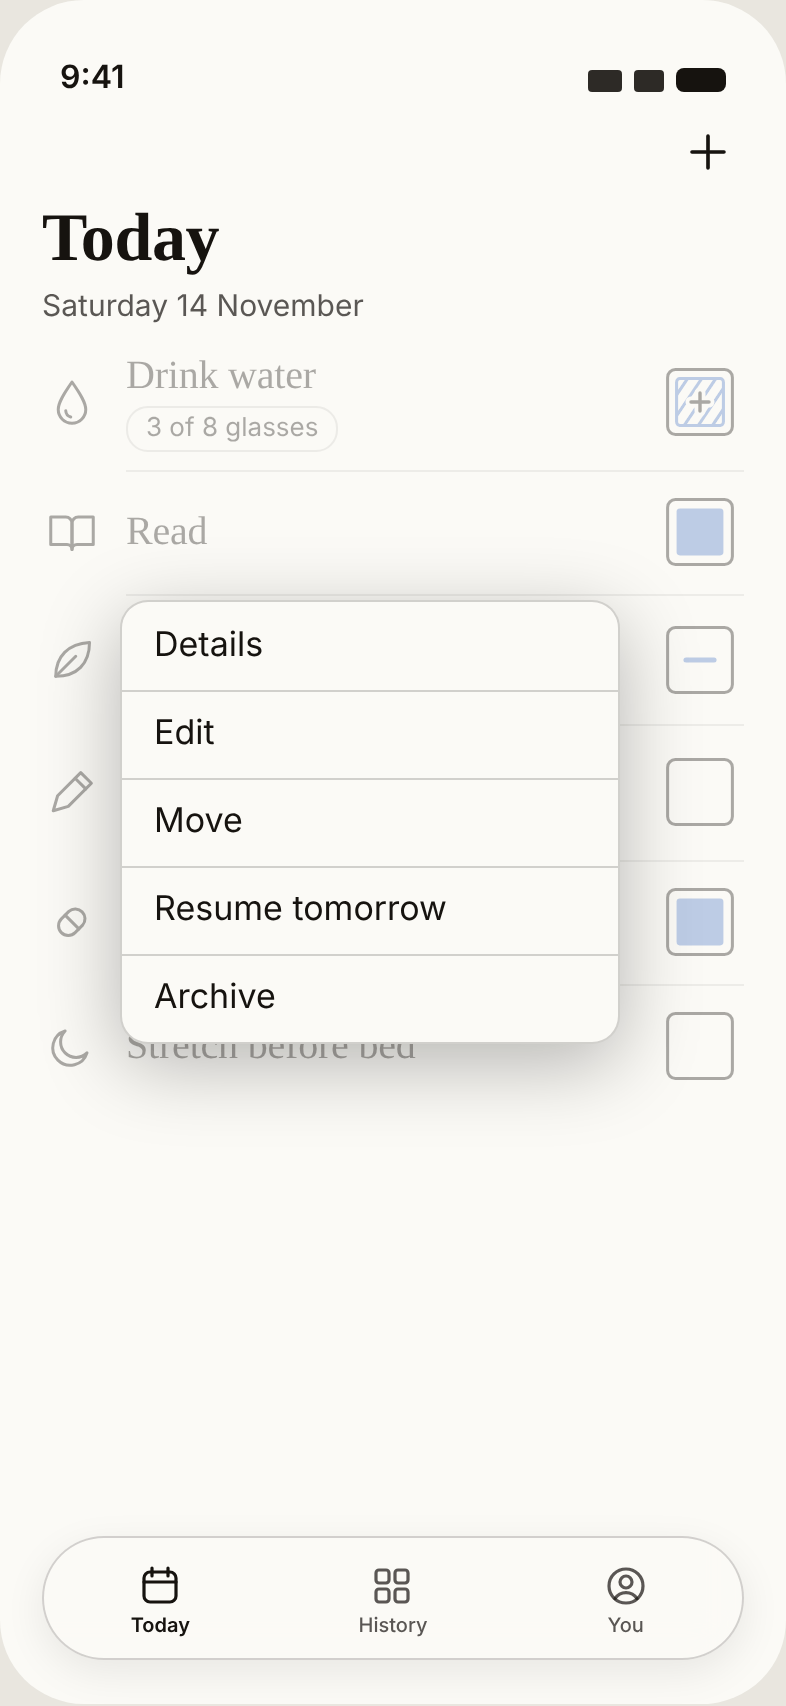 9:41
Today
Saturday 14 November
Drink water
3 of 8 glasses
Read
Details
Edit
Move
Resume tomorrow
Archive
Stretch before bed
Today
History
You